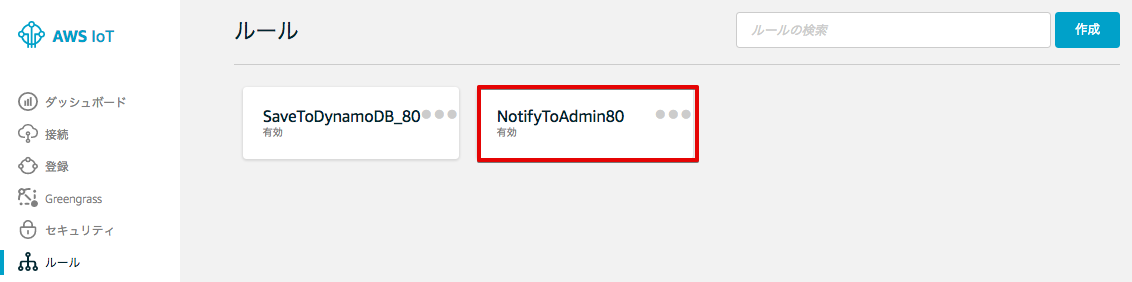 AWS IoT
ダッシュボード
接続
登録
Greengrass
セキュリティ
ルール
ルール
ルールの検索
作成
SaveToDynamoDB_80
有効
NotifyToAdmin80
有効